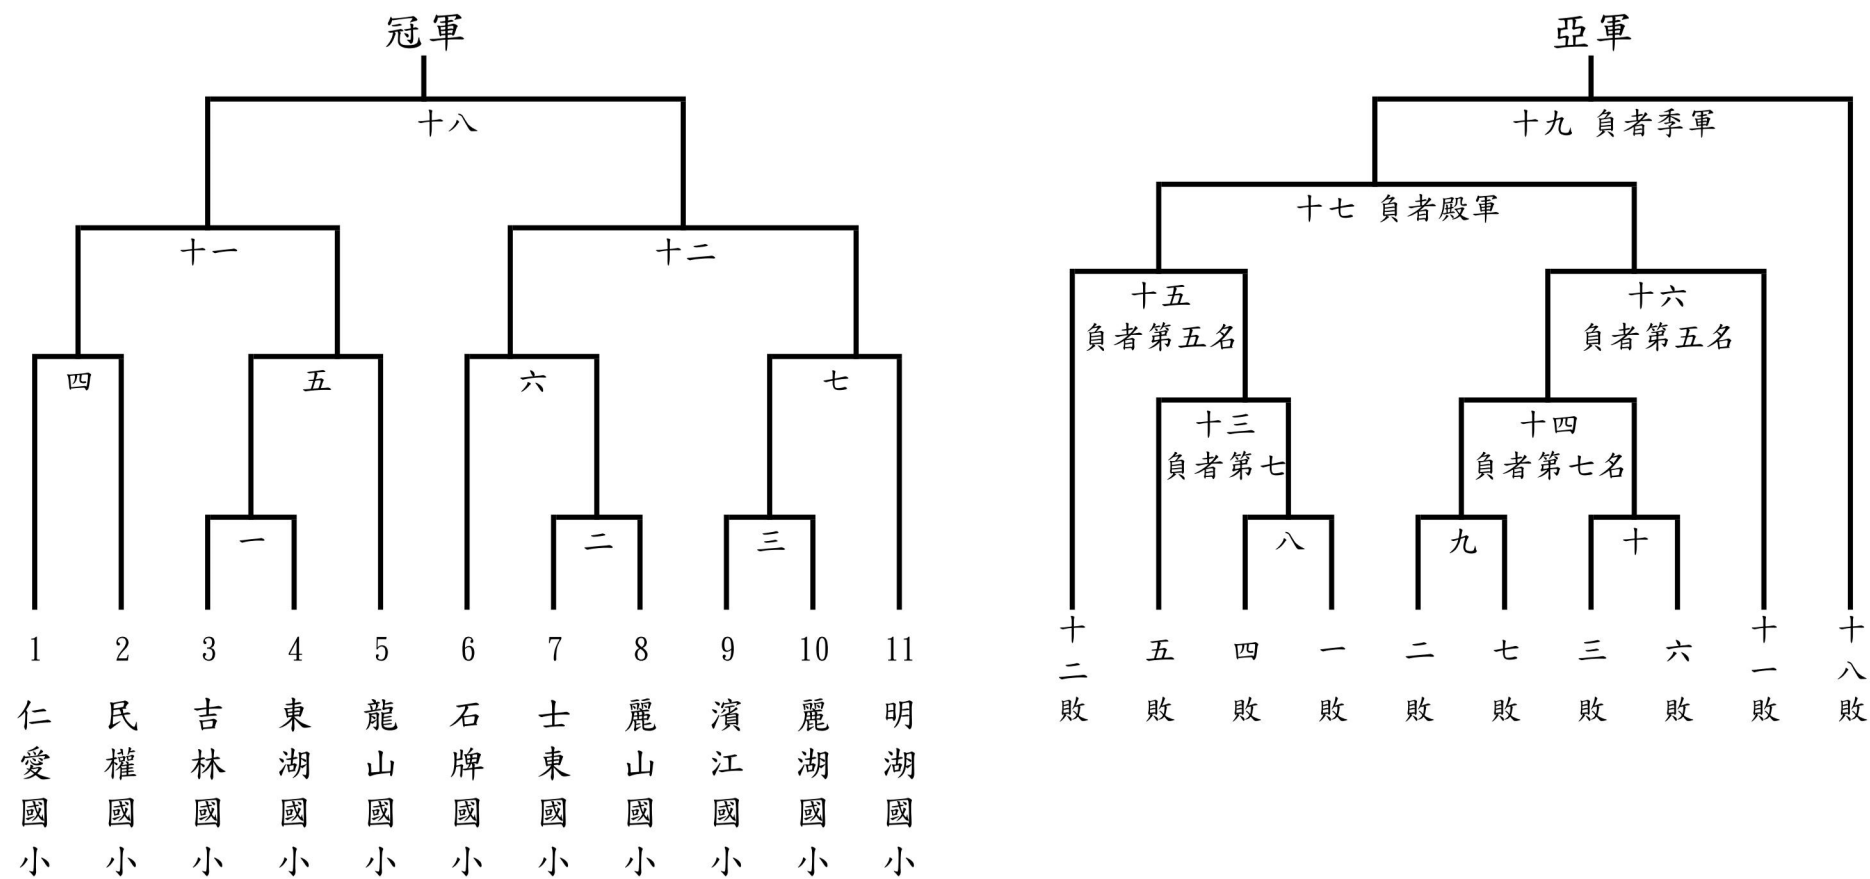 冠軍
十八
十一
十二
四
五
六
七
一
二
三
1
2
3
4
5
6
7
8
9
10
11
仁愛國小
民權國小
吉林國小
東湖國小
龍山國小
石牌國小
士東國小
麗山國小
濱江國小
麗湖國小
明湖國小
亞軍
十九 負者季軍
十七 負者殿軍
十五
負者第五名
十六
負者第五名
十三
負者第七
十四
負者第七名
八
九
十
十二敗
五敗
四敗
一敗
二敗
七敗
三敗
六敗
十一敗
十八敗